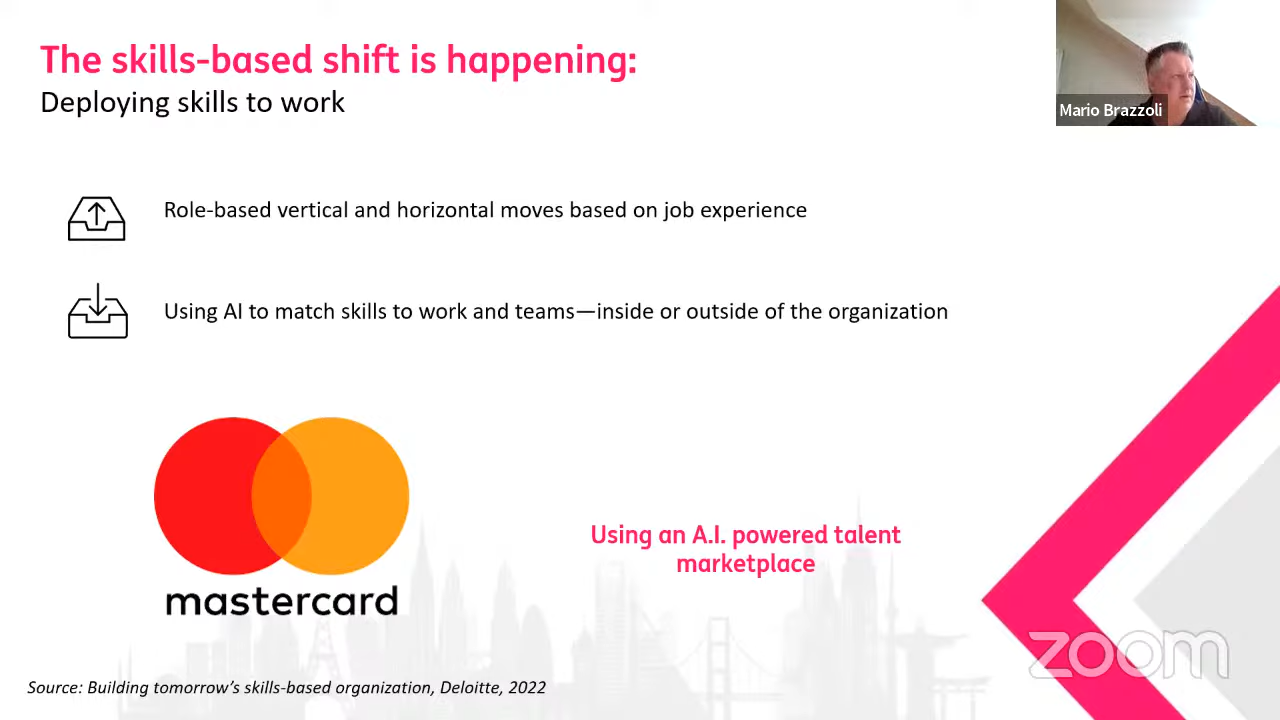 The skills-based shift is happening:
Deploying skills to work
Mario Brazzoli
Role-based vertical and horizontal moves based on job experience
Using AI to match skills to work and teams—inside or outside of the organization
mastercard
Using an A.I. powered talent
marketplace
zoom
Source: Building tomorrow’s skills-based organization, Deloitte, 2022